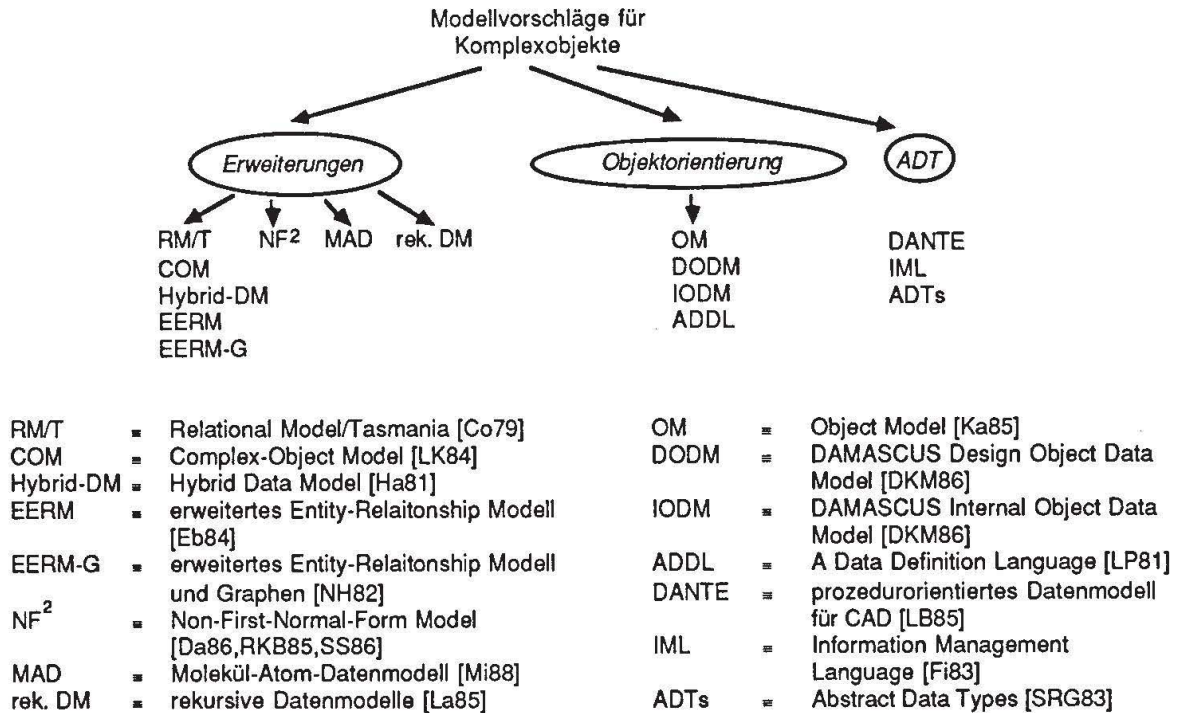 Modellvorschläge für
Komplexobjekte
Erweiterungen
Objektorientierung
ADT
RM/T NF² MAD rek. DM
COM
Hybrid-DM
EERM
EERM-G
OM
DODM
IODM
ADDL
DANTE
IML
ADTs
RM/T = Relational Model/Tasmania [Co79]
COM = Complex-Object Model [LK84]
Hybrid-DM = Hybrid Data Model [Ha81]
EERM = erweitertes Entity-Relaitonship Modell
[Eb84]
EERM-G = erweitertes Entity-Relaitonship Modell
und Graphen [NH82]
NF² = Non-First-Normal-Form Model
[Da86,RKB85,SS86]
MAD = Molekül-Atom-Datenmodell [Mi88]
rek. DM = rekursive Datenmodelle [La85]
OM = Object Model [Ka85]
DODM = DAMASCUS Design Object Data
Model [DKM86]
IODM = DAMASCUS Internal Object Data
Model [DKM86]
ADDL = A Data Definition Language [LP81]
DANTE = prozedurorientiertes Datenmodell
für CAD [LB85]
IML = Information Management
Language [Fi83]
ADTs = Abstract Data Types [SRG83]